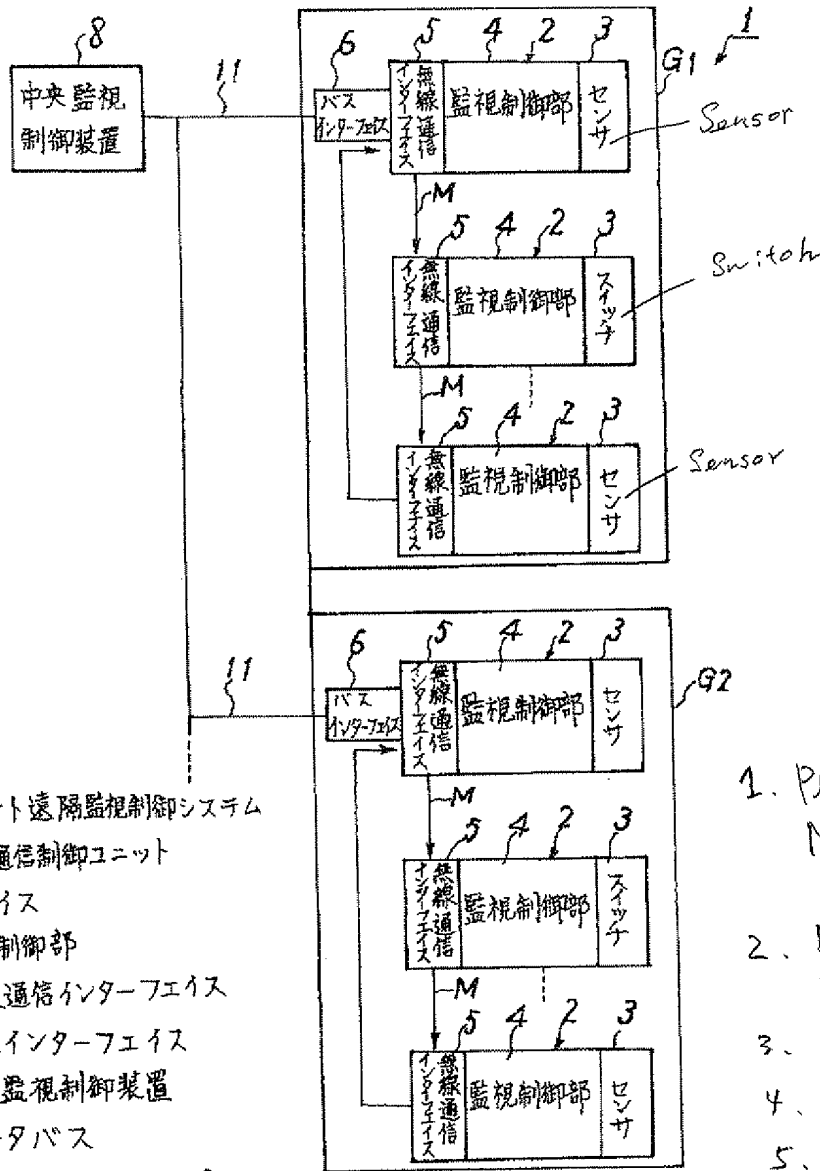 8
中央監視
制御装置
11
6
5
4
2
3
G1
1
バス
インターフェイス
無線通信
インターフェイス
監視制御部
センサ
Sensor
M
5
4
2
3
無線通信
インターフェイス
監視制御部
スイッチ
Switch
M
5
4
2
3
無線通信
インターフェイス
監視制御部
センサ
Sensor
11
6
5
4
2
3
G2
バス
インターフェイス
無線通信
インターフェイス
監視制御部
センサ
M
5
4
2
3
無線通信
インターフェイス
監視制御部
スイッチ
M
5
4
2
3
無線通信
インターフェイス
監視制御部
センサ
ト遠隔監視制御システム
通信制御ユニット
イス
制御部
通信インターフェイス
インターフェイス
監視制御装置
タバス
1.
2.
3.
4.
5.